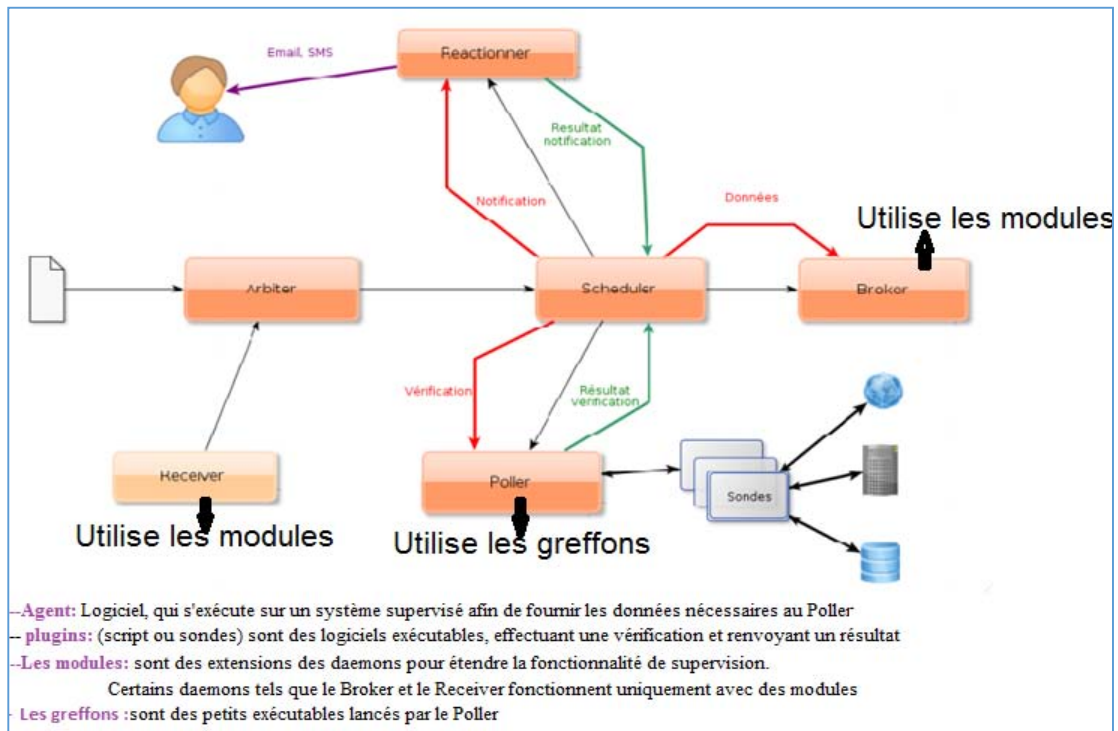 Email, SMS
Reactionner
Resultat
notification
Notification
Données
Utilise les modules
Arbiter
Scheduler
Broker
Vérification
Résultat
verification
Receiver
Poller
Sondes
Utilise les modules
Utilise les greffons
--Agent: Logiciel, qui s'exécute sur un système supervisé afin de fournir les données nécessaires au Poller
-- plugins: (script ou sondes) sont des logiciels exécutables, effectuant une vérification et renvoyant un résultat
--Les modules: sont des extensions des daemons pour étendre la fonctionnalité de supervision.
Certains daemons tels que le Broker et le Receiver fonctionnent uniquement avec des modules
- Les greffons :sont des petits exécutables lancés par le Poller